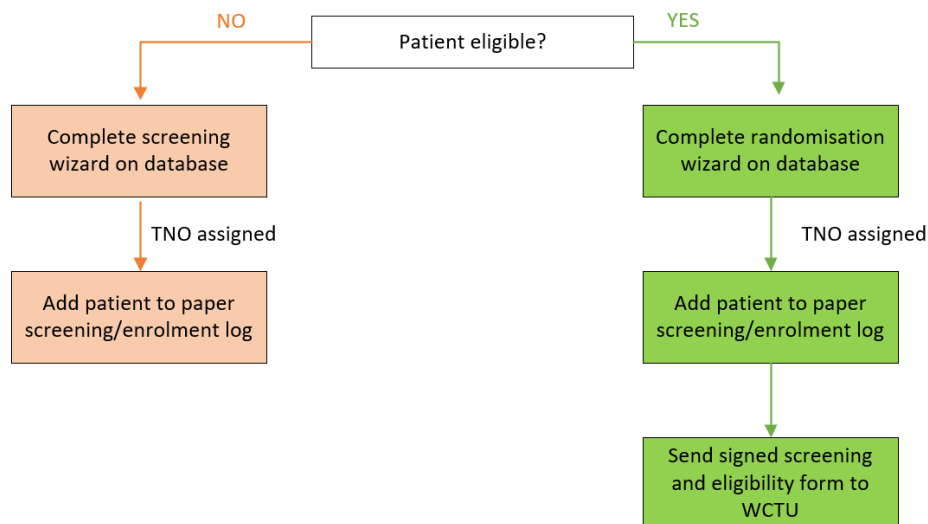 NO
Patient eligible?
YES
Complete screening
wizard on database
Complete randomisation
wizard on database
TNO assigned
TNO assigned
Add patient to paper
screening/enrolment log
Add patient to paper
screening/enrolment log
Send signed screening
and eligibility form to
WCTU